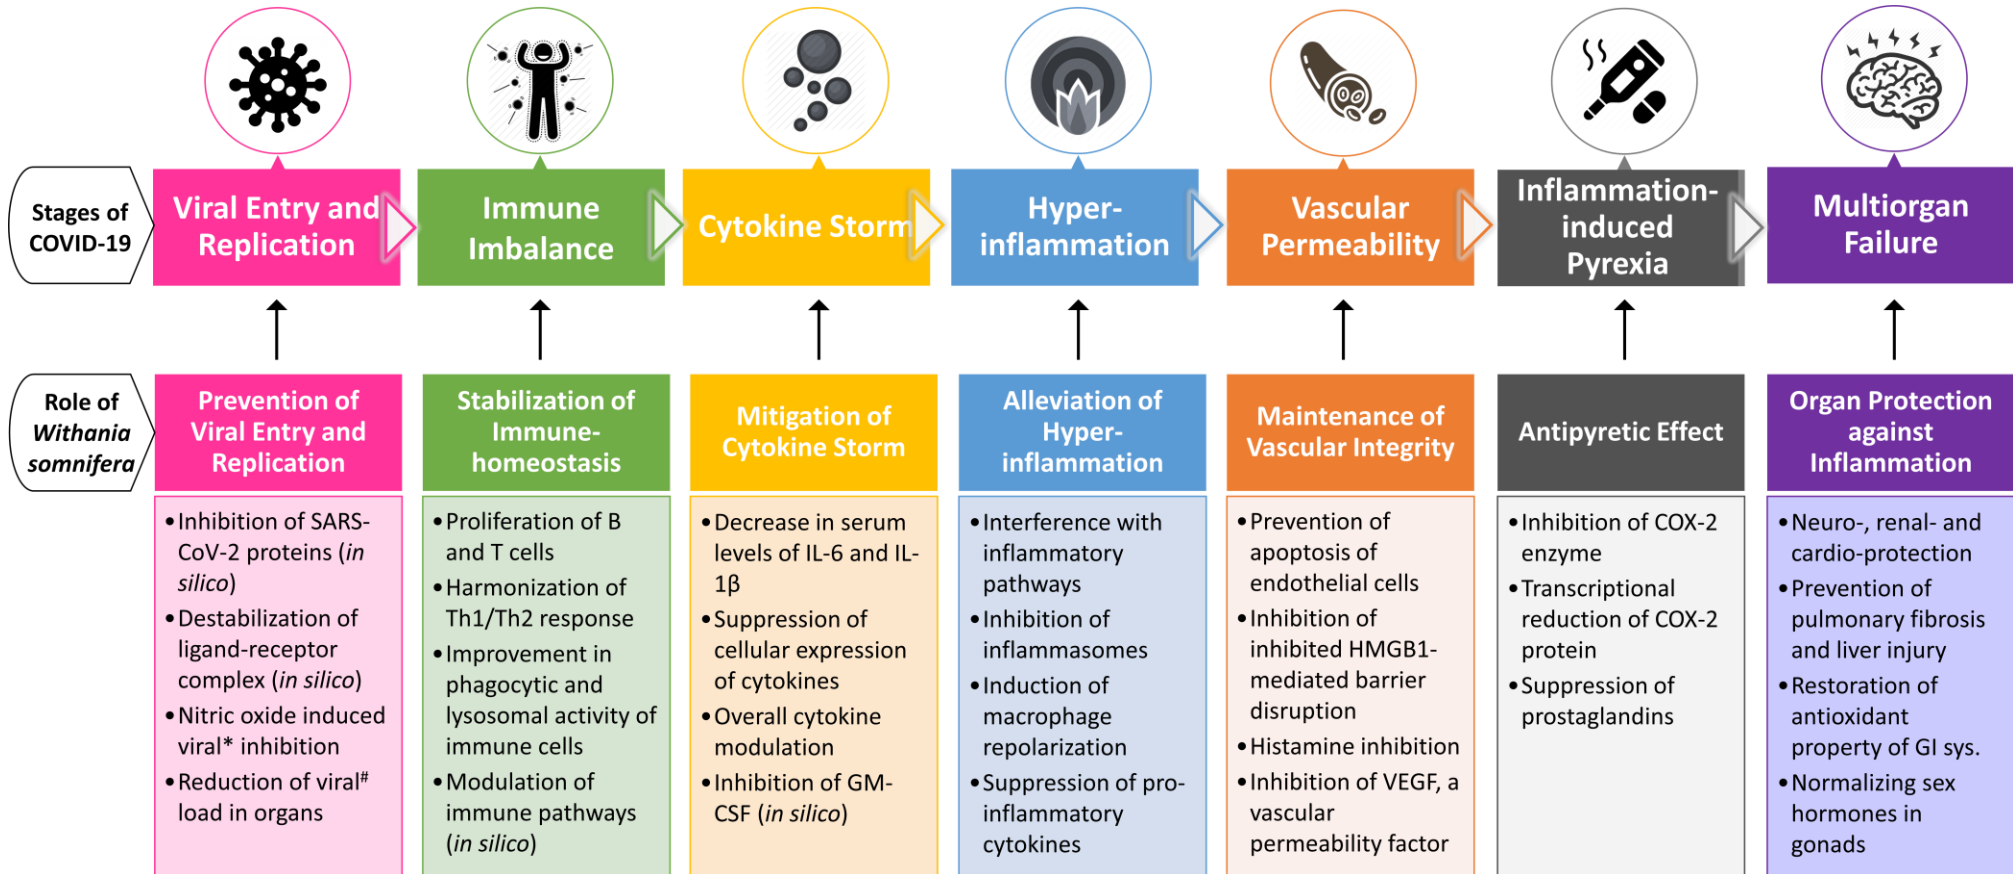 Stages of
COVID-19
Viral Entry and
Replication
Immune
Imbalance
Cytokine Storm
Hyper-
inflammation
Vascular
Permeability
Inflammation-
induced
Pyrexia
Multiorgan
Failure
Role of
Withania
somnifera
Prevention of
Viral Entry and
Replication
Stabilization of
Immune-
homeostasis
Mitigation of
Cytokine Storm
Alleviation of
Hyper-
inflammation
Maintenance of
Vascular Integrity
Antipyretic Effect
Organ Protection
against
Inflammation
•Inhibition of SARS-
CoV-2 proteins (in
silico)
•Destabilization of
ligand-receptor
complex (in silico)
•Nitric oxide induced
viral* inhibition
•Reduction of viral#
load in organs
•Proliferation of B
and T cells
•Harmonization of
Th1/Th2 response
•Improvement in
phagocytic and
lysosomal activity of
immune cells
•Modulation of
immune pathways
(in silico)
•Decrease in serum
levels of IL-6 and IL-
1β
•Suppression of
cellular expression
of cytokines
•Overall cytokine
modulation
•Inhibition of GM-
CSF (in silico)
•Interference with
inflammatory
pathways
•Inhibition of
inflammasomes
•Induction of
macrophage
repolarization
•Suppression of pro-
inflammatory
cytokines
•Prevention of
apoptosis of
endothelial cells
•Inhibition of
inhibited HMGB1-
mediated barrier
disruption
•Histamine inhibition
•Inhibition of VEGF, a
vascular
permeability factor
•Inhibition of COX-2
enzyme
•Transcriptional
reduction of COX-2
protein
•Suppression of
prostaglandins
•Neuro-, renal- and
cardio-protection
•Prevention of
pulmonary fibrosis
and liver injury
•Restoration of
antioxidant
property of GI sys.
•Normalizing sex
hormones in
gonads